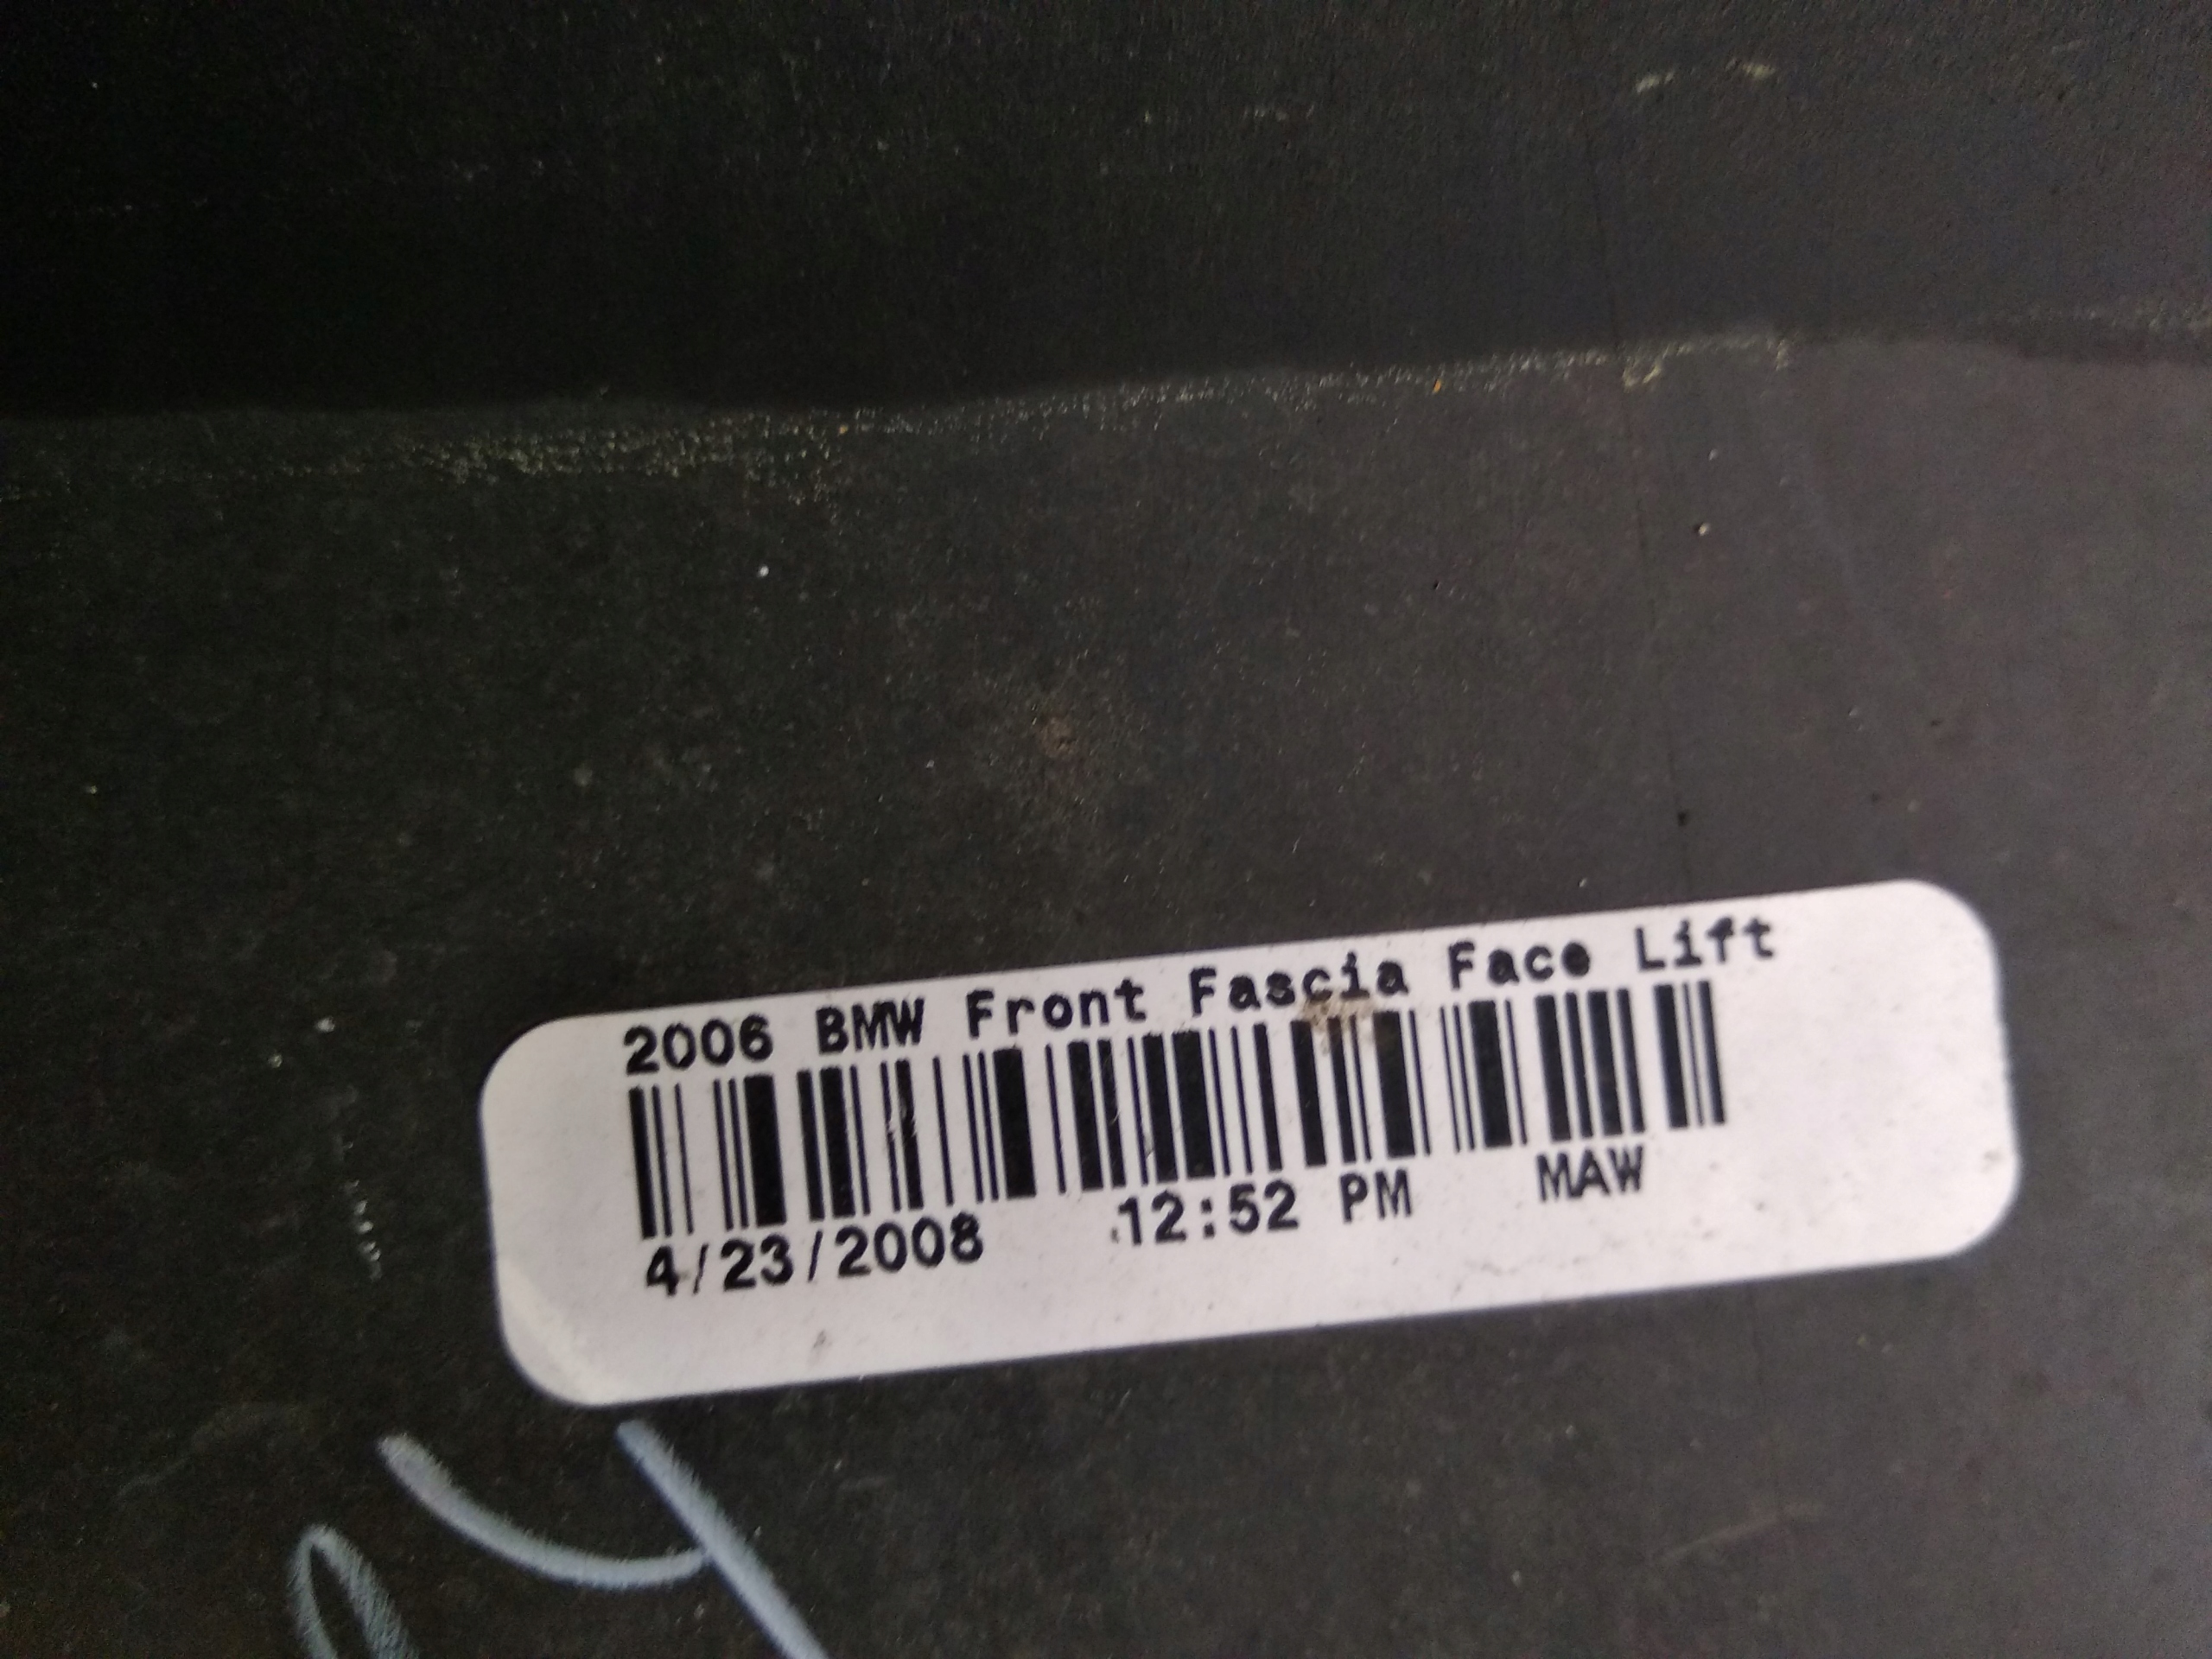 2006 BMW Front Fascia Face Lift
4/23/2008 12:52 PM MAW